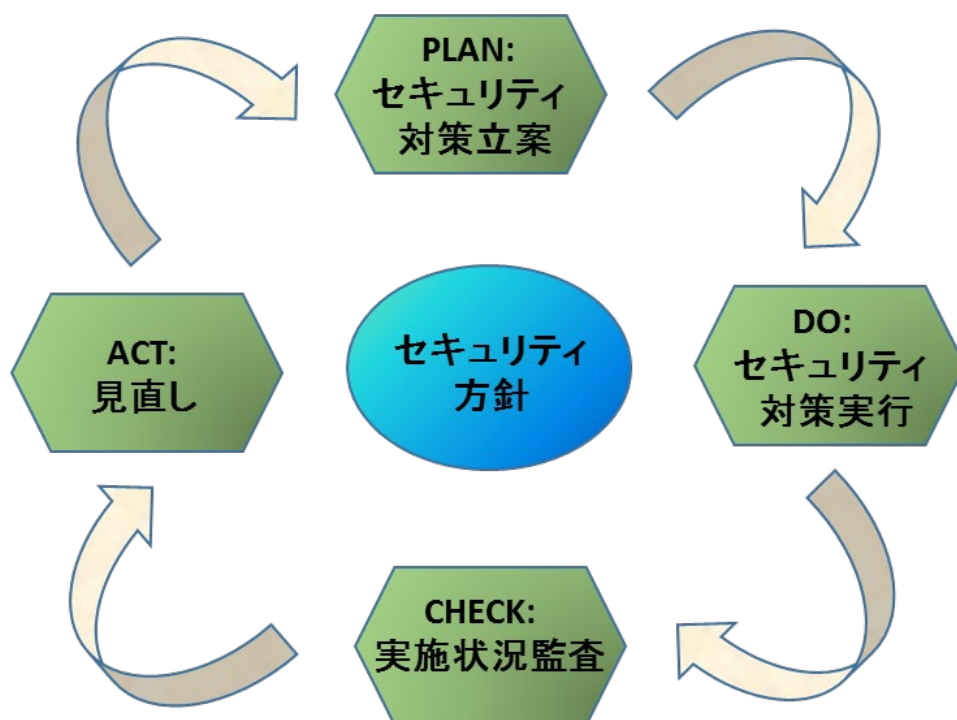 PLAN:
セキュリティ
対策立案
DO:
セキュリティ
対策実行
CHECK:
実施状況監査
ACT:
見直し
セキュリティ
方針